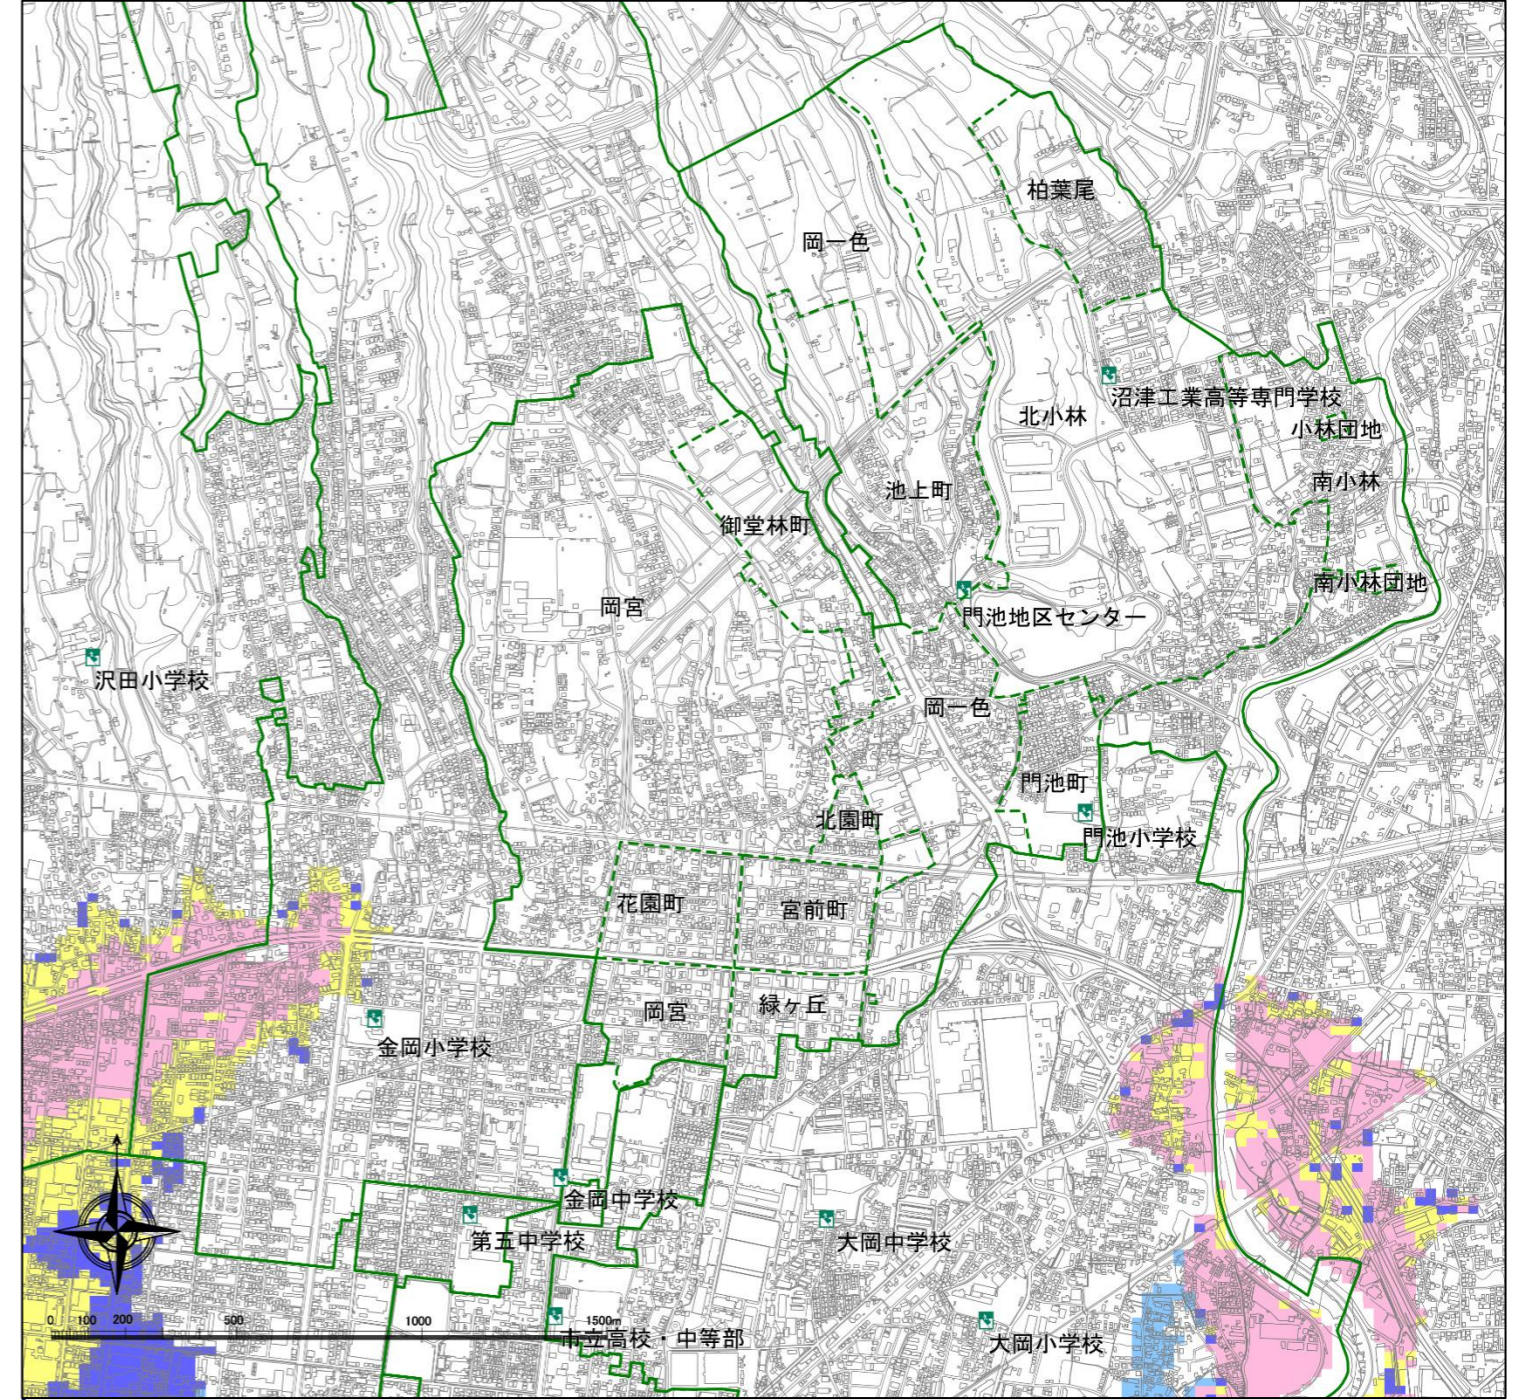 柏葉尾
岡一色
沼津工業高等専門学校
北小林
小林団地
南小林
池上町
御堂林町
南小林団地
岡宮
門池地区センター
沢田小学校
岡一色
門池町
北園町
門池小学校
花園町
宮前町
岡宮
緑ヶ丘
金岡小学校
金岡中学校
第五中学校
大岡中学校
0 100 200 500 1000 1500m
市立高校・中等部
大岡小学校